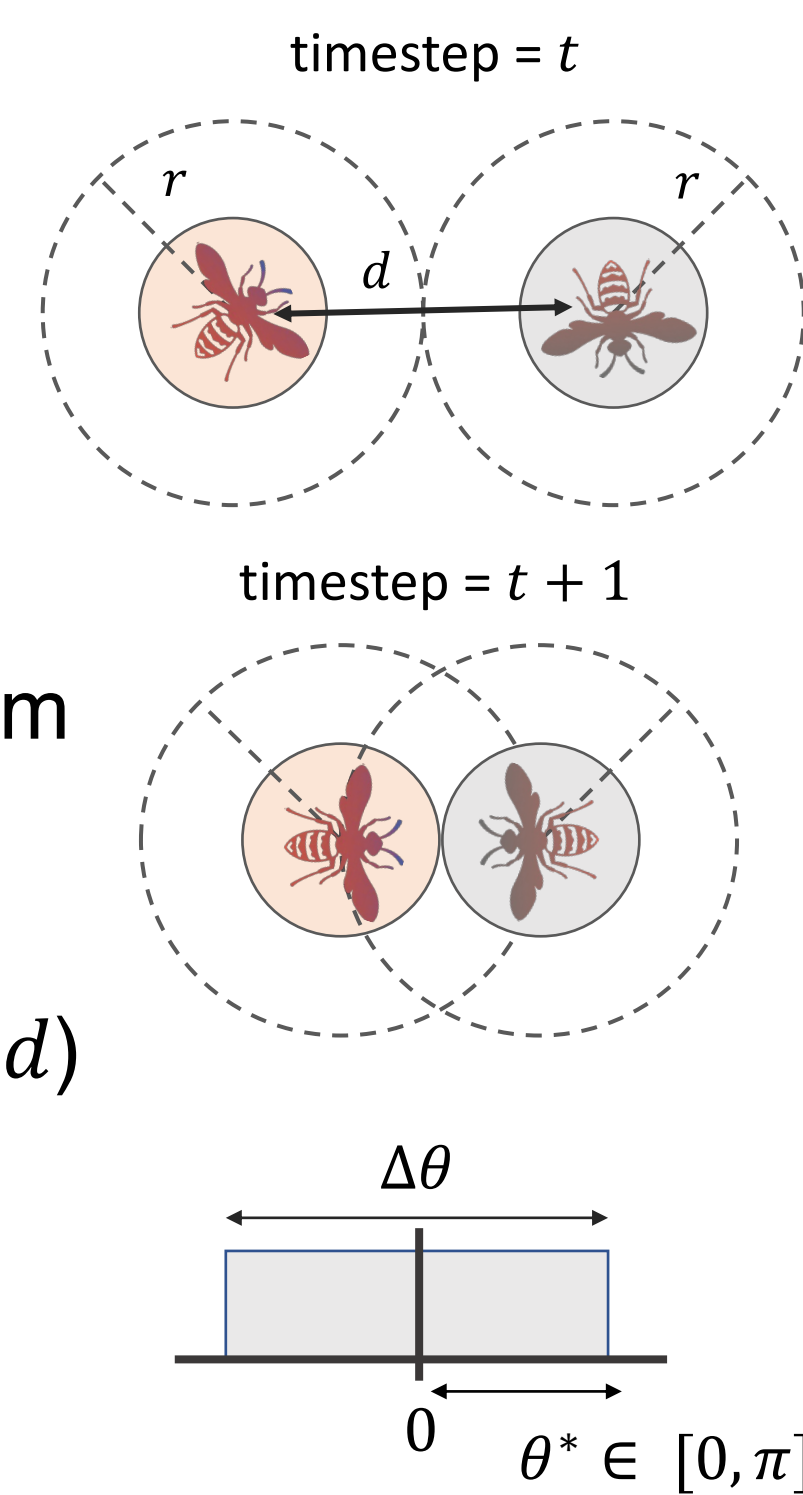 timestep = t
r
r
d
timestep = t + 1
m
d)
Δθ
0
θ* ∈ [0, π]